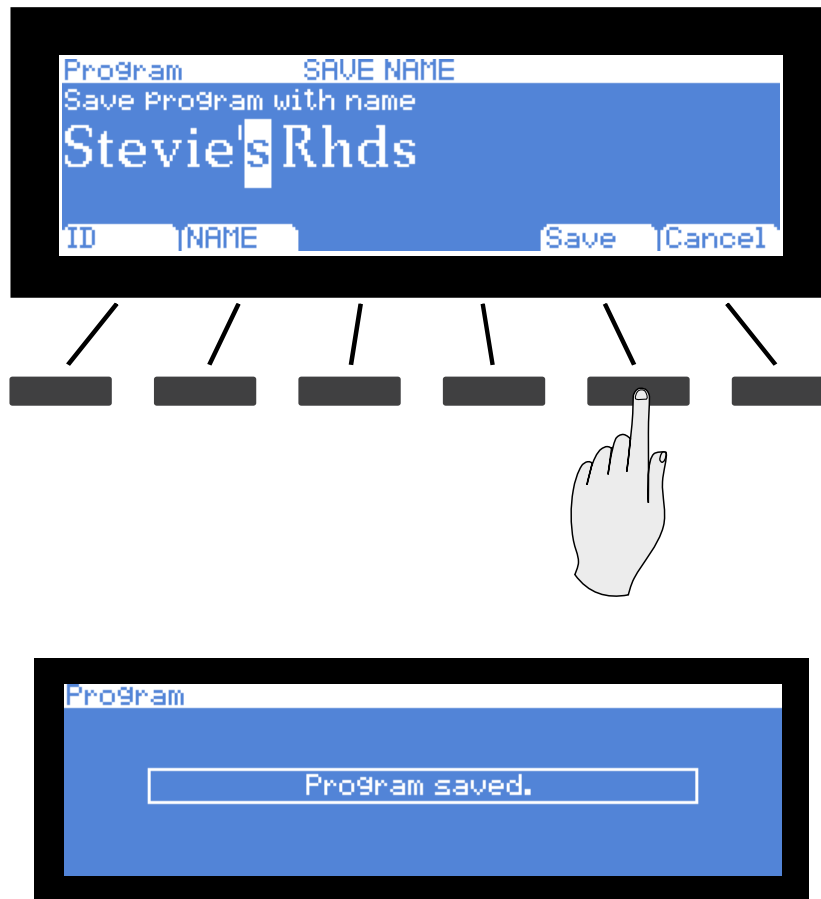 Program SAVE NAME
Save Program with name
Stevie's Rhds
ID NAME Save Cancel
Program
Program saved.